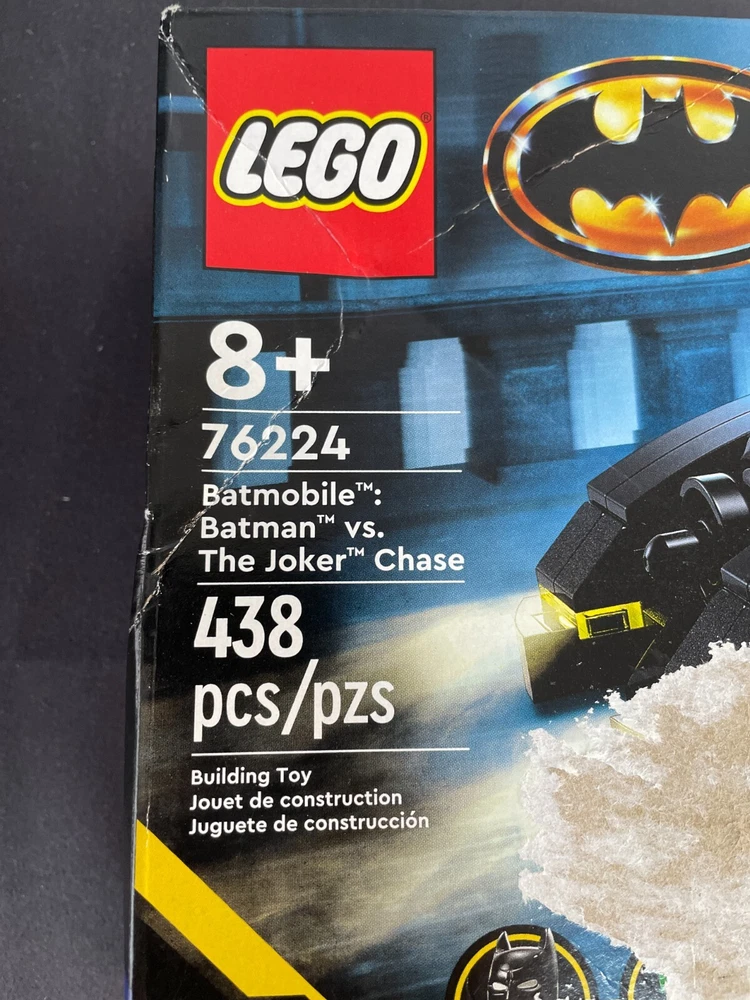 LEGO®
8+
76224
Batmobile™:
Batman™ vs.
The Joker™ Chase
438
pcs/pzs
Building Toy
Jouet de construction
Juguete de construcción